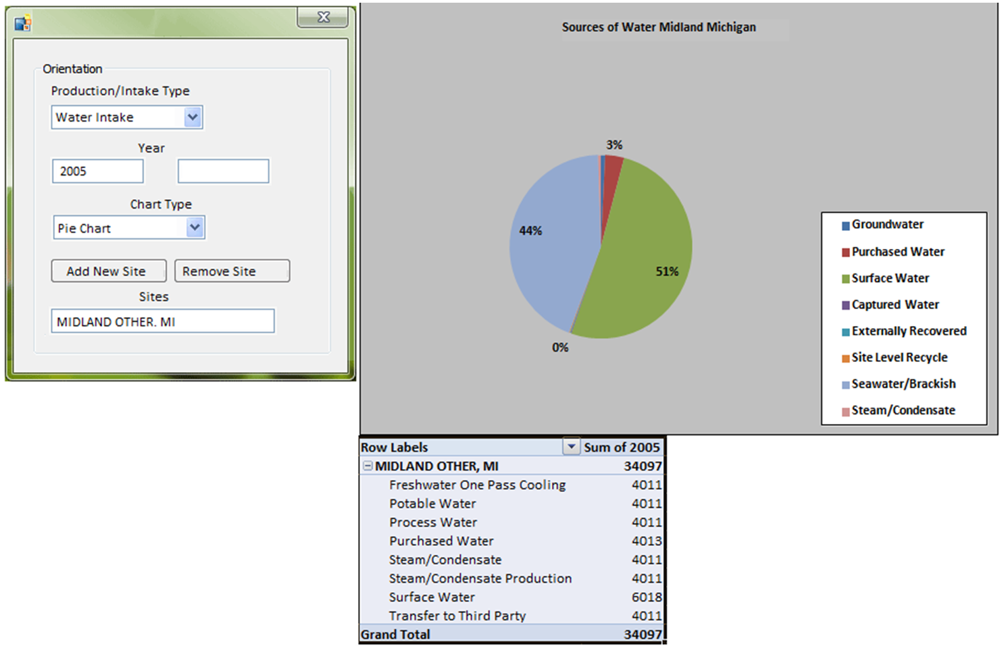 Orientation
Production/Intake Type
Water Intake
Year
2005
Chart Type
Pie Chart
Add New Site Remove Site
Sites
MIDLAND OTHER. MI
Sources of Water Midland Michigan
3%
44%
51%
0%
Groundwater
Purchased Water
Surface Water
Captured Water
Externally Recovered
Site Level Recycle
Seawater/Brackish
Steam/Condensate
Row Labels Sum of 2005
MIDLAND OTHER, MI 34097
Freshwater One Pass Cooling 4011
Potable Water 4011
Process Water 4011
Purchased Water 4013
Steam/Condensate 4011
Steam/Condensate Production 4011
Surface Water 6018
Transfer to Third Party 4011
Grand Total 34097